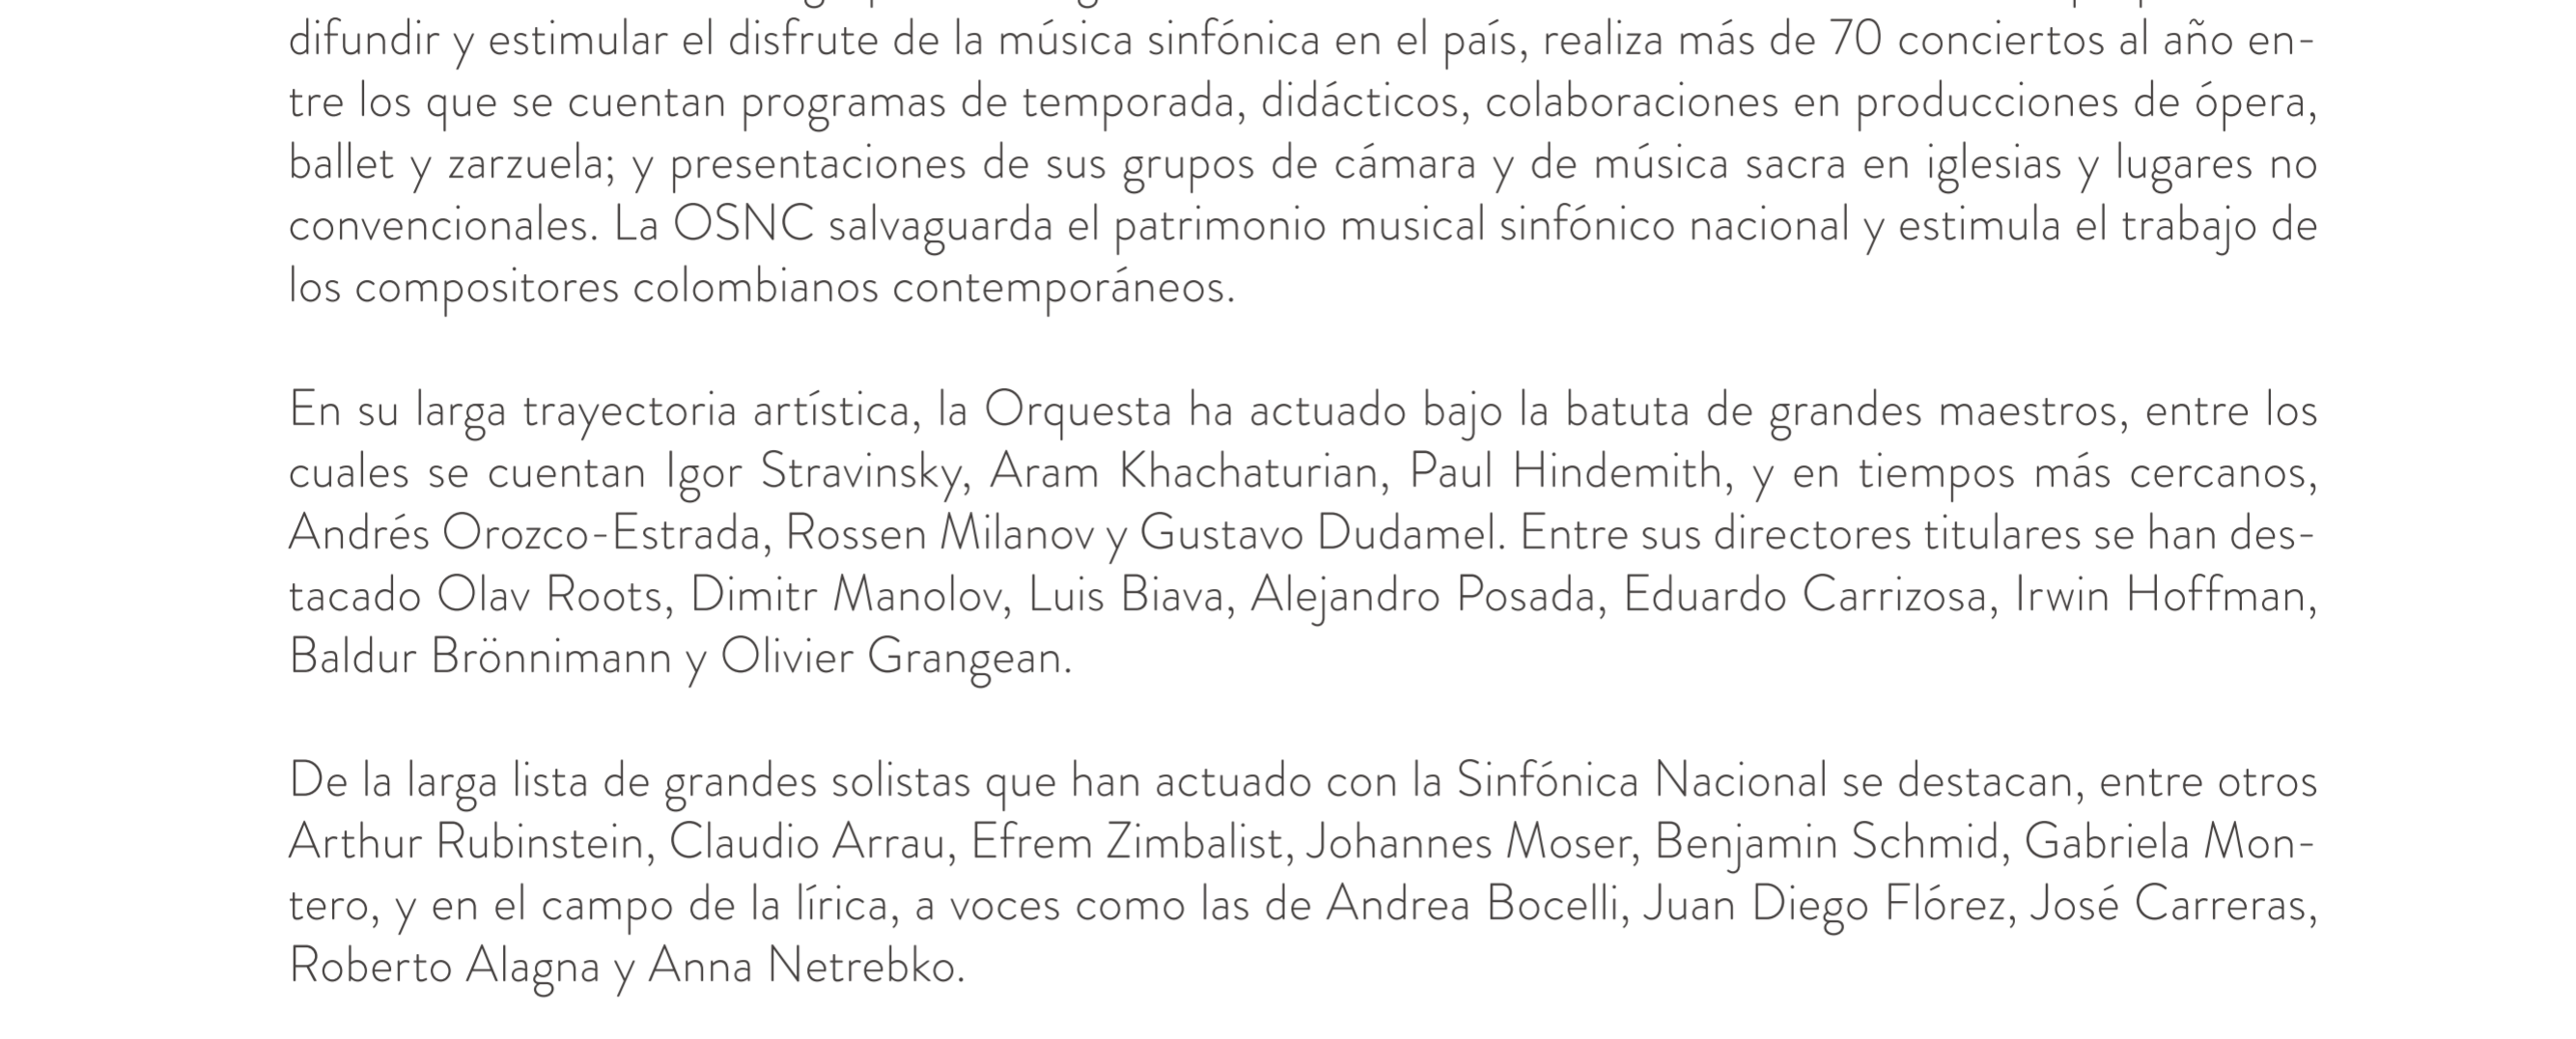 difundir y estimular el disfrute de la música sinfónica en el país, realiza más de 70 conciertos al año en-
tre los que se cuentan programas de temporada, didácticos, colaboraciones en producciones de ópera,
ballet y zarzuela; y presentaciones de sus grupos de cámara y de música sacra en iglesias y lugares no
convencionales. La OSNC salvaguarda el patrimonio musical sinfónico nacional y estimula el trabajo de
los compositores colombianos contemporáneos.
En su larga trayectoria artística, la Orquesta ha actuado bajo la batuta de grandes maestros, entre los
cuales se cuentan Igor Stravinsky, Aram Khachaturian, Paul Hindemith, y en tiempos más cercanos,
Andrés Orozco-Estrada, Rossen Milanov y Gustavo Dudamel. Entre sus directores titulares se han des-
tacado Olav Roots, Dimitr Manolov, Luis Biava, Alejandro Posada, Eduardo Carrizosa, Irwin Hoffman,
Baldur Brönnimann y Olivier Grangean.
De la larga lista de grandes solistas que han actuado con la Sinfónica Nacional se destacan, entre otros
Arthur Rubinstein, Claudio Arrau, Efrem Zimbalist, Johannes Moser, Benjamin Schmid, Gabriela Mon-
tero, y en el campo de la lírica, a voces como las de Andrea Bocelli, Juan Diego Flórez, José Carreras,
Roberto Alagna y Anna Netrebko.